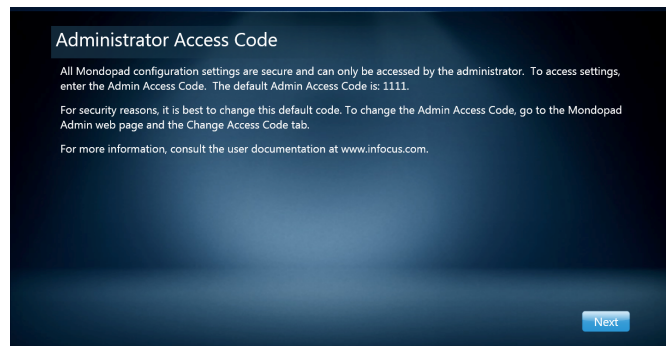 Administrator Access Code
All Mondopad configuration settings are secure and can only be accessed by the administrator.  To access settings,
enter the Admin Access Code.  The default Admin Access Code is: 1111.
For security reasons, it is best to change this default code. To change the Admin Access Code, go to the Mondopad
Admin web page and the Change Access Code tab.
For more information, consult the user documentation at www.infocus.com.
Next